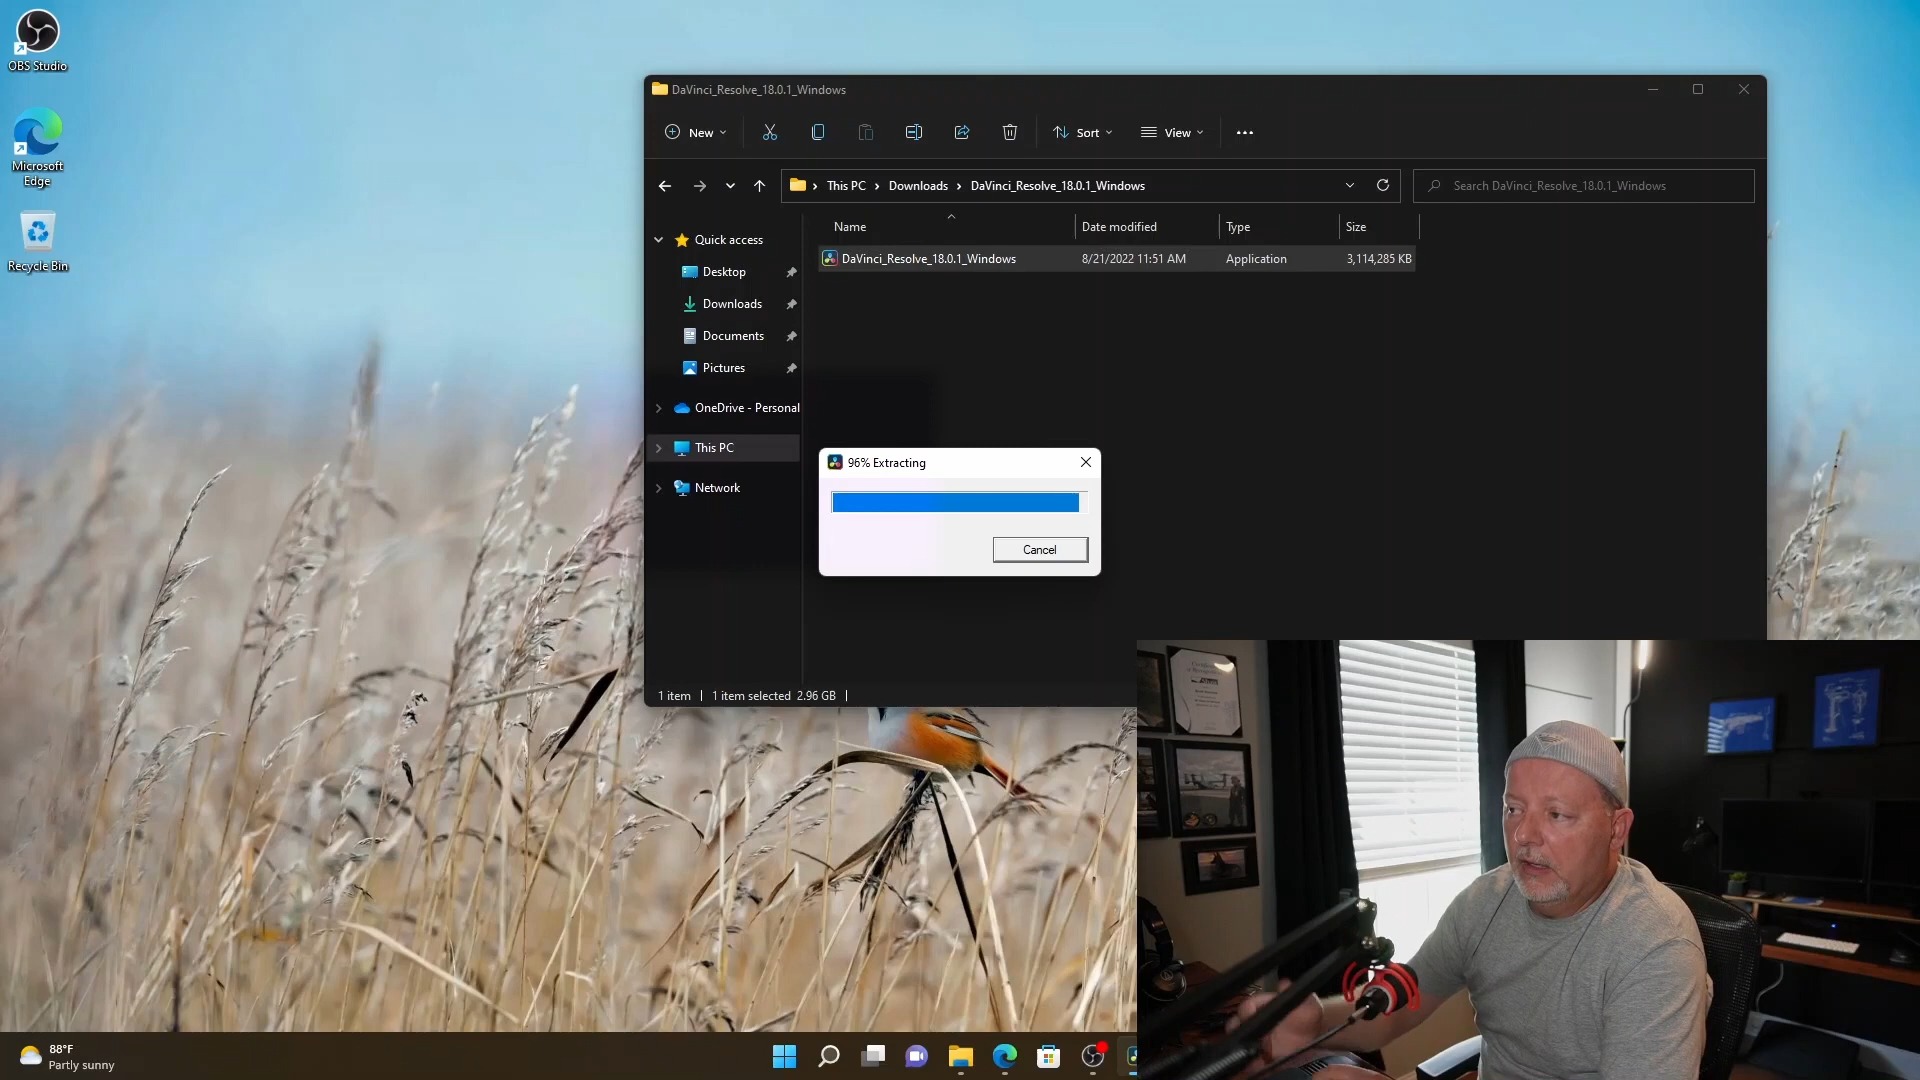 OBS Studio
Microsoft
Edge
Recycle Bin
DaVinci_Resolve_18.0.1_Windows
New
Sort
View
This PC
Downloads
DaVinci_Resolve_18.0.1_Windows
Search DaVinci_Resolve_18.0.1_Windows
Name
Date modified
Type
Size
DaVinci_Resolve_18.0.1_Windows
8/21/2022 11:51 AM
Application
3,114,285 KB
Quick access
Desktop
Downloads
Documents
Pictures
OneDrive - Personal
This PC
Network
96% Extracting
Cancel
1 item
1 item selected 2.96 GB
88°F
Partly sunny